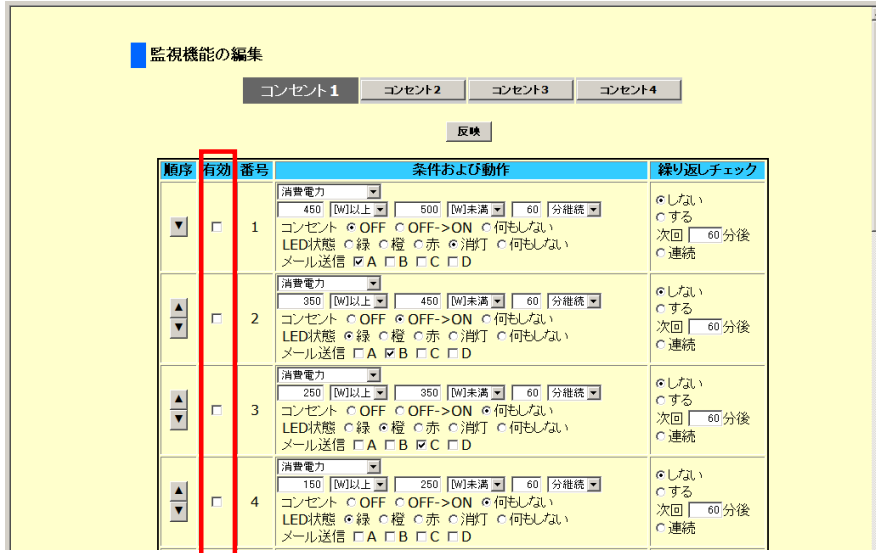 監視機能の編集
コンセント1 コンセント2 コンセント3 コンセント4
反映
順序 有効 番号 条件および動作 繰り返しチェック
▼ 1
消費電力
450 [W]以上 500 [W]未満 60 分継続
コンセント OFF OFF->ON 何もしない
LED状態 緑 橙 赤 消灯 何もしない
メール送信 A B C D
しない
する
次回 60 分後
連続
▲
▼ 2
消費電力
350 [W]以上 450 [W]未満 60 分継続
コンセント OFF OFF->ON 何もしない
LED状態 緑 橙 赤 消灯 何もしない
メール送信 A B C D
しない
する
次回 60 分後
連続
▲
▼ 3
消費電力
250 [W]以上 350 [W]未満 60 分継続
コンセント OFF OFF->ON 何もしない
LED状態 緑 橙 赤 消灯 何もしない
メール送信 A B C D
しない
する
次回 60 分後
連続
▲
▼ 4
消費電力
150 [W]以上 250 [W]未満 60 分継続
コンセント OFF OFF->ON 何もしない
LED状態 緑 橙 赤 消灯 何もしない
メール送信 A B C D
しない
する
次回 60 分後
連続